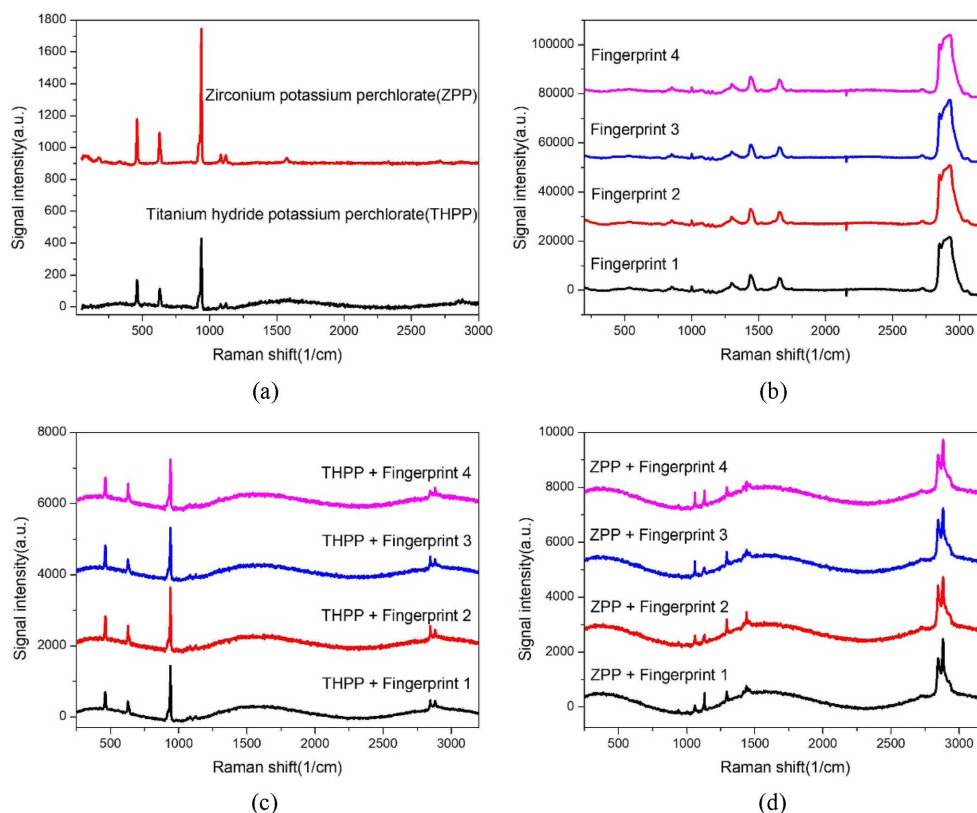 1800
1600
1400
1200
1000
800
600
400
200
0
Signal intensity(a.u.)
Zirconium potassium perchlorate(ZPP)
Titanium hydride potassium perchlorate(THPP)
500 1000 1500 2000 2500 3000
Raman shift(1/cm)
(a)
100000
80000
60000
40000
20000
0
Signal intensity(a.u.)
Fingerprint 4
Fingerprint 3
Fingerprint 2
Fingerprint 1
500 1000 1500 2000 2500 3000
Raman shift(1/cm)
(b)
8000
6000
4000
2000
0
Signal intensity(a.u.)
THPP + Fingerprint 4
THPP + Fingerprint 3
THPP + Fingerprint 2
THPP + Fingerprint 1
500 1000 1500 2000 2500 3000
Raman shift(1/cm)
(c)
10000
8000
6000
4000
2000
0
Signal intensity(a.u.)
ZPP + Fingerprint 4
ZPP + Fingerprint 3
ZPP + Fingerprint 2
ZPP + Fingerprint 1
500 1000 1500 2000 2500 3000
Raman shift(1/cm)
(d)